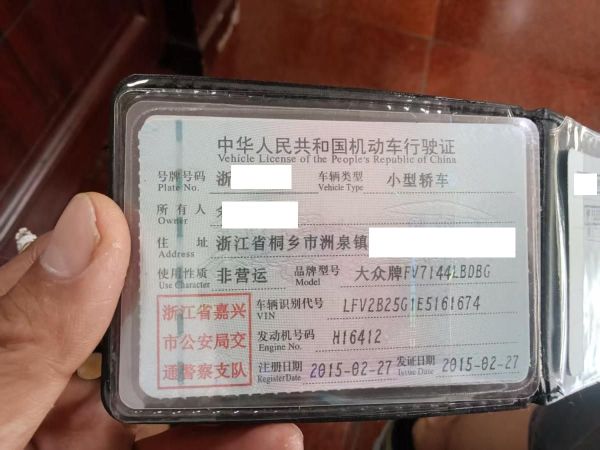 中华人民共和国机动车行驶证
Vehicle License of the People's Republic of China
号牌号码 浙 车辆类型 小型轿车
Plate No. Vehicle Type
所有人
Owner
住 址 浙江省桐乡市洲泉镇
Address
使用性质 非营运 品牌型号 大众牌FV7144LBDBG
Use Character Model
浙江省嘉兴
市公安局交
通警察支队
车辆识别代号 LFV2B25G1E5161674
VIN
发动机号码 H16412
Engine No.
注册日期 2015-02-27 发证日期 2015-02-27
Register Date Issue Date